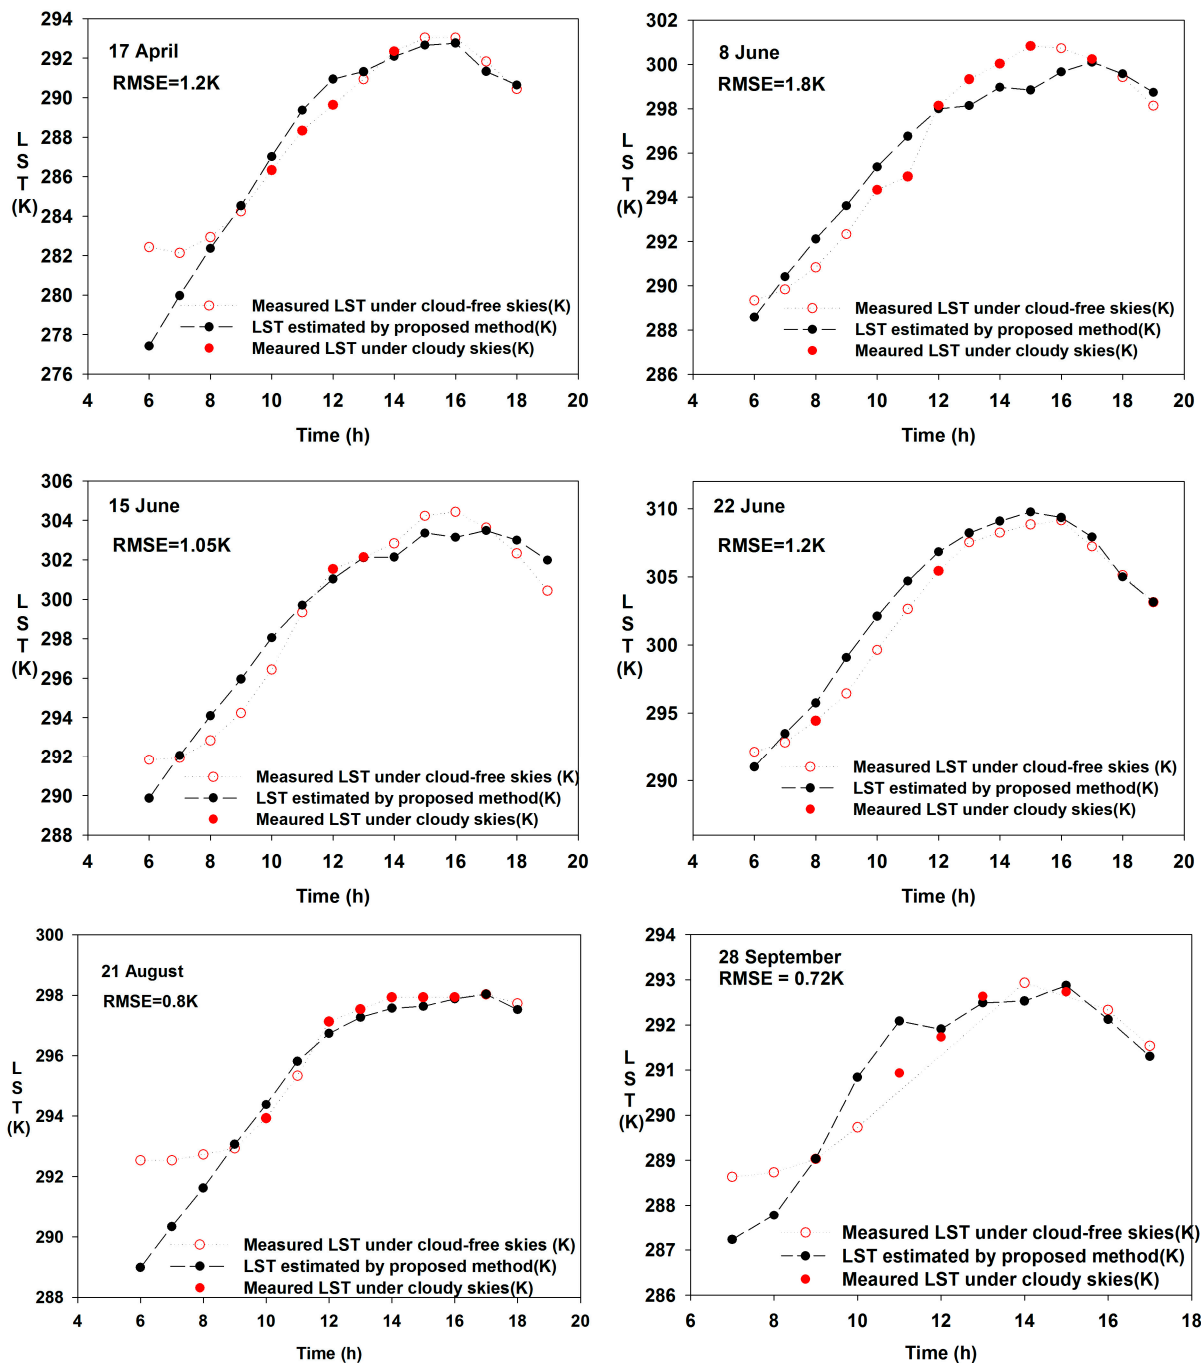 17 April
RMSE=1.2K
L
S
T
(K)
294
292
290
288
286
284
282
280
278
276
Measured LST under cloud-free skies(K)
LST estimated by proposed method(K)
Meaured LST under cloudy skies(K)
4 6 8 10 12 14 16 18 20
Time (h)
8 June
RMSE=1.8K
L
S
T
(K)
302
300
298
296
294
292
290
288
286
Measured LST under cloud-free skies(K)
LST estimated by proposed method(K)
Meaured LST under cloudy skies(K)
4 6 8 10 12 14 16 18 20
Time (h)
15 June
RMSE=1.05K
L
S
T
(K)
306
304
302
300
298
296
294
292
290
288
Measured LST under cloud-free skies (K)
LST estimated by proposed method(K)
Meaured LST under cloudy skies(K)
4 6 8 10 12 14 16 18 20
Time (h)
22 June
RMSE=1.2K
L
S
T
(K)
310
305
300
295
290
Measured LST under cloud-free skies (K)
LST estimated by proposed method(K)
Meaured LST under cloudy skies(K)
4 6 8 10 12 14 16 18 20
Time (h)
21 August
RMSE=0.8K
L
S
T
(K)
300
298
296
294
292
290
288
Measured LST under cloud-free skies (K)
LST estimated by proposed method(K)
Meaured LST under cloudy skies(K)
4 6 8 10 12 14 16 18 20
Time (h)
28 September
RMSE = 0.72K
L
S
T
(K)
294
293
292
291
290
289
288
287
286
Measured LST under cloud-free skies(K)
LST estimated by proposed method(K)
Meaured LST under cloudy skies(K)
6 8 10 12 14 16 18
Time (h)